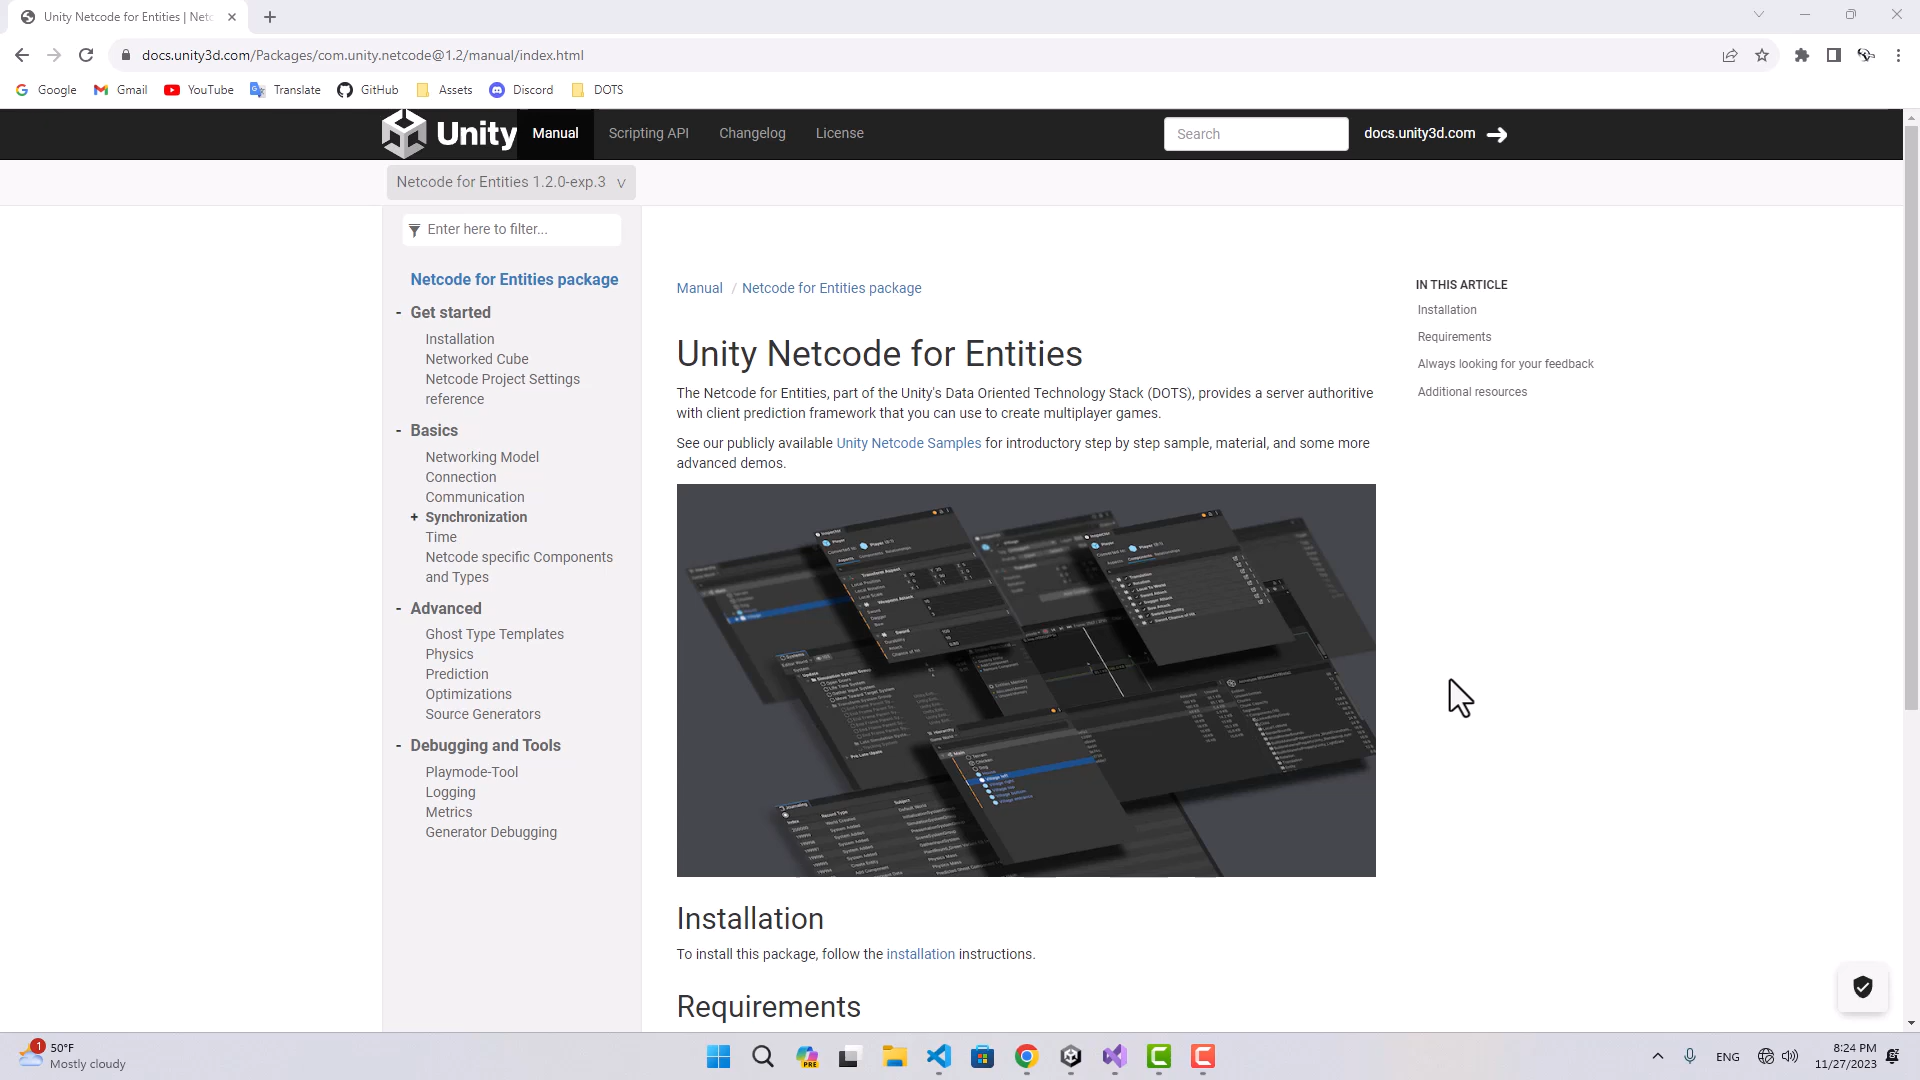 Unity Netcode for Entities | Netc
docs.unity3d.com/Packages/com.unity.netcode@1.2/manual/index.html
Google Gmail YouTube Translate GitHub Assets Discord DOTS
Unity Manual Scripting API Changelog License Search docs.unity3d.com
Netcode for Entities 1.2.0-exp.3
Enter here to filter...
Netcode for Entities package
- Get started
Installation
Networked Cube
Netcode Project Settings
reference
- Basics
Networking Model
Connection
Communication
+ Synchronization
Time
Netcode specific Components
and Types
- Advanced
Ghost Type Templates
Physics
Prediction
Optimizations
Source Generators
- Debugging and Tools
Playmode-Tool
Logging
Metrics
Generator Debugging
Manual / Netcode for Entities package
Unity Netcode for Entities
The Netcode for Entities, part of the Unity's Data Oriented Technology Stack (DOTS), provides a server authoritive
with client prediction framework that you can use to create multiplayer games.
See our publicly available Unity Netcode Samples for introductory step by step sample, material, and some more
advanced demos.
Installation
To install this package, follow the installation instructions.
Requirements
IN THIS ARTICLE
Installation
Requirements
Always looking for your feedback
Additional resources
1
50°F
Mostly cloudy
PRE
ENG
8:24 PM
11/27/2023